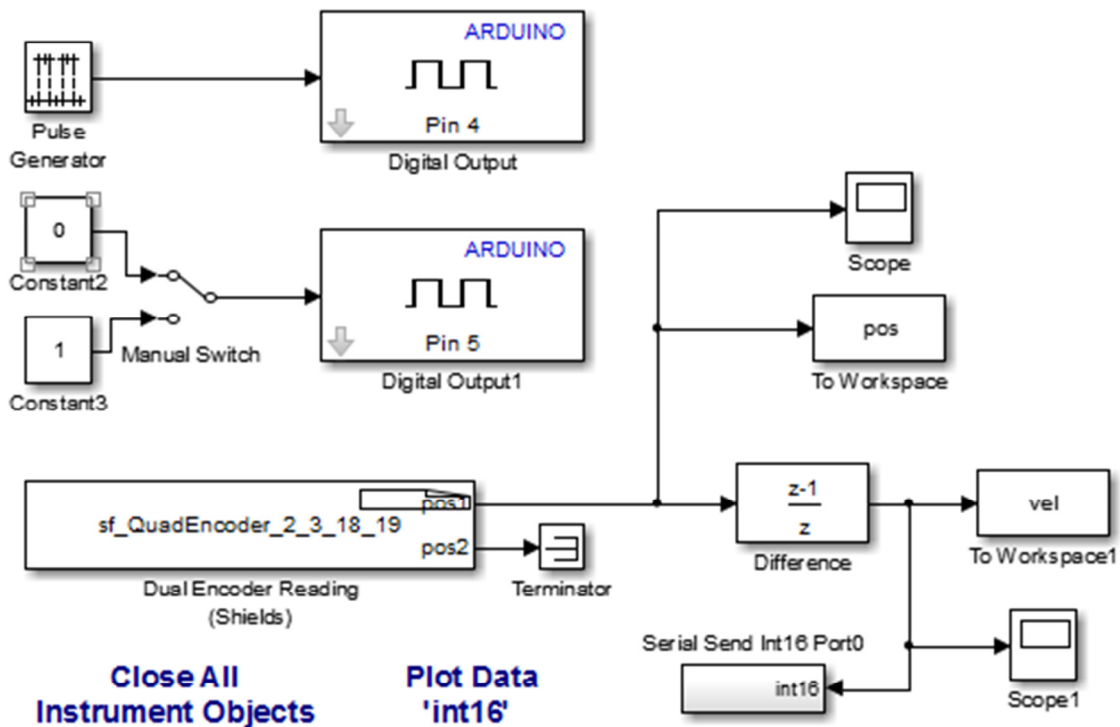 ARDUINO
Pin 4
Pulse
Generator
Digital Output
0
Constant2
ARDUINO
Pin 5
Digital Output1
1
Constant3
Manual Switch
Scope
pos
To Workspace
sf_QuadEncoder_2_3_18_19
pos1
pos2
Dual Encoder Reading
(Shields)
Terminator
z-1
z
Difference
vel
To Workspace1
Serial Send Int16 Port0
int16
Scope1
Close All
Instrument Objects
Plot Data
'int16'